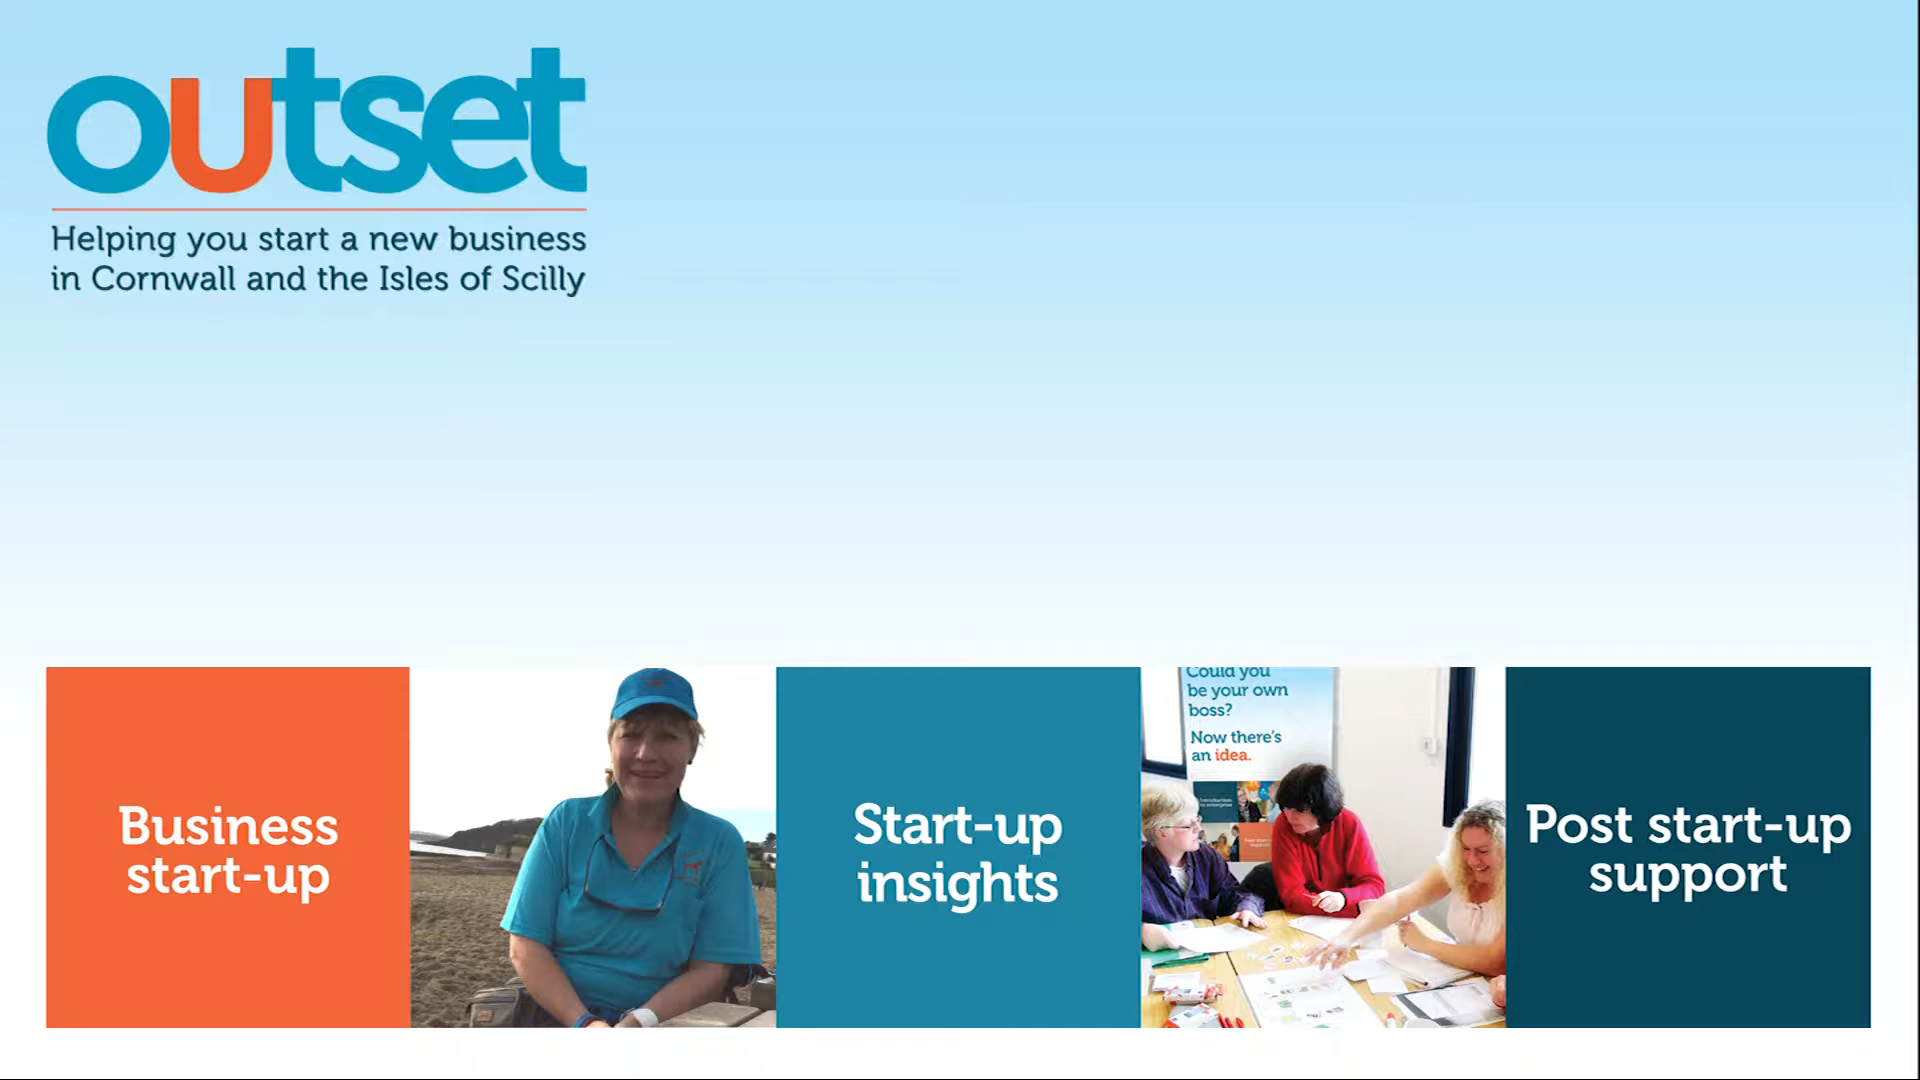 outset
Helping you start a new business
in Cornwall and the Isles of Scilly
Business
start-up
Start-up
insights
Could you
be your own
boss?
Now there's
an idea.
Post start-up
support